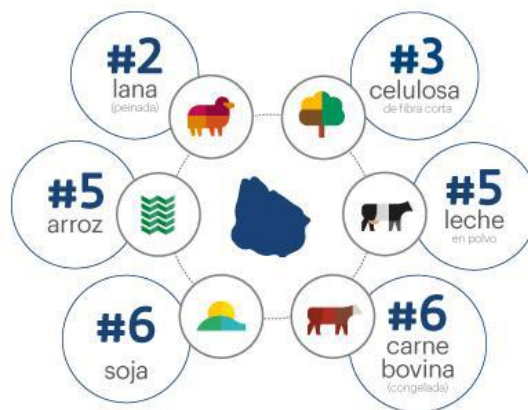 #2
lana
(peinada)
#3
celulosa
de fibra corta
#5
arroz
#5
leche
en polvo
#6
soja
#6
carne
bovina
(congelada)